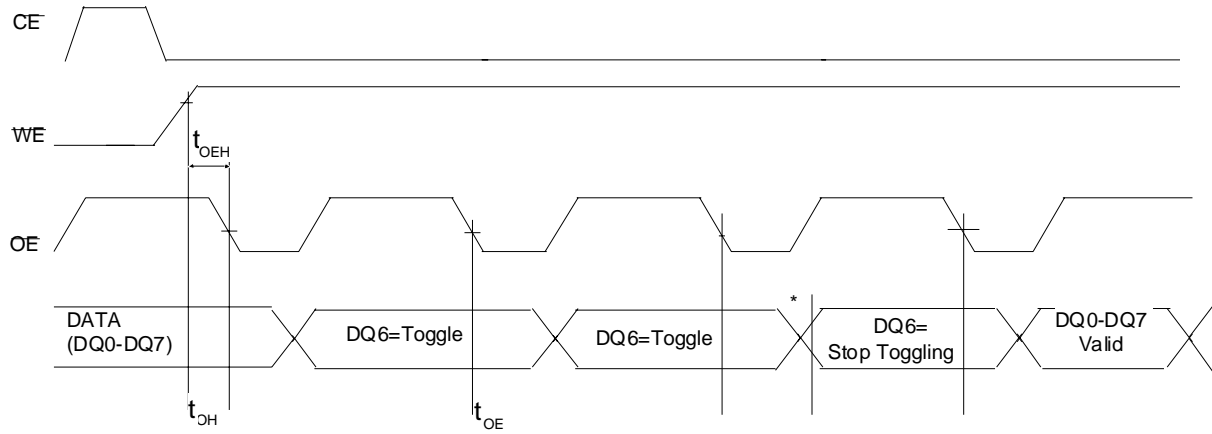 CE
WE
tOEH
OE
*
DATA
(DQ0-DQ7)
DQ6=Toggle
DQ6=Toggle
DQ6=
Stop Toggling
DQ0-DQ7
Valid
tOH
tOE